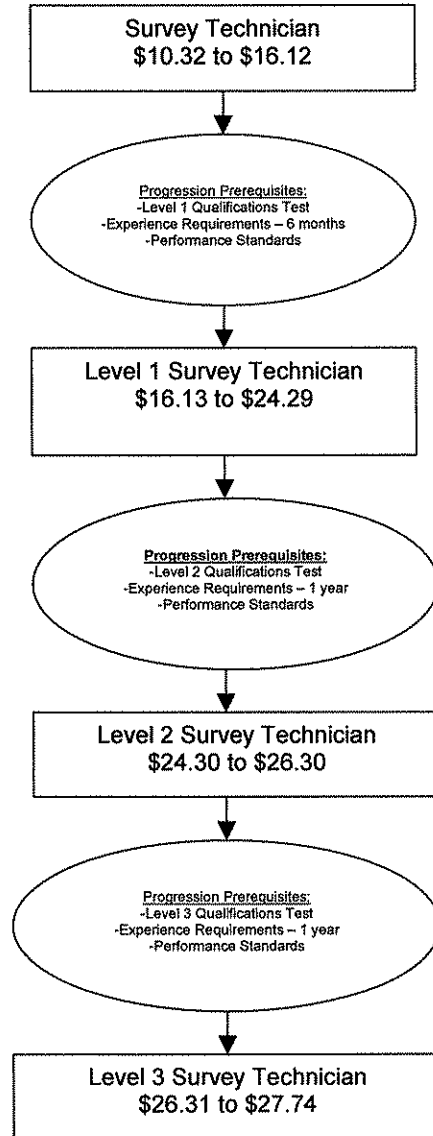 Survey Technician
$10.32 to $16.12
Progression Prerequisites:
-Level 1 Qualifications Test
-Experience Requirements – 6 months
-Performance Standards
Level 1 Survey Technician
$16.13 to $24.29
Progression Prerequisites:
-Level 2 Qualifications Test
-Experience Requirements – 1 year
-Performance Standards
Level 2 Survey Technician
$24.30 to $26.30
Progression Prerequisites:
-Level 3 Qualifications Test
-Experience Requirements – 1 year
-Performance Standards
Level 3 Survey Technician
$26.31 to $27.74